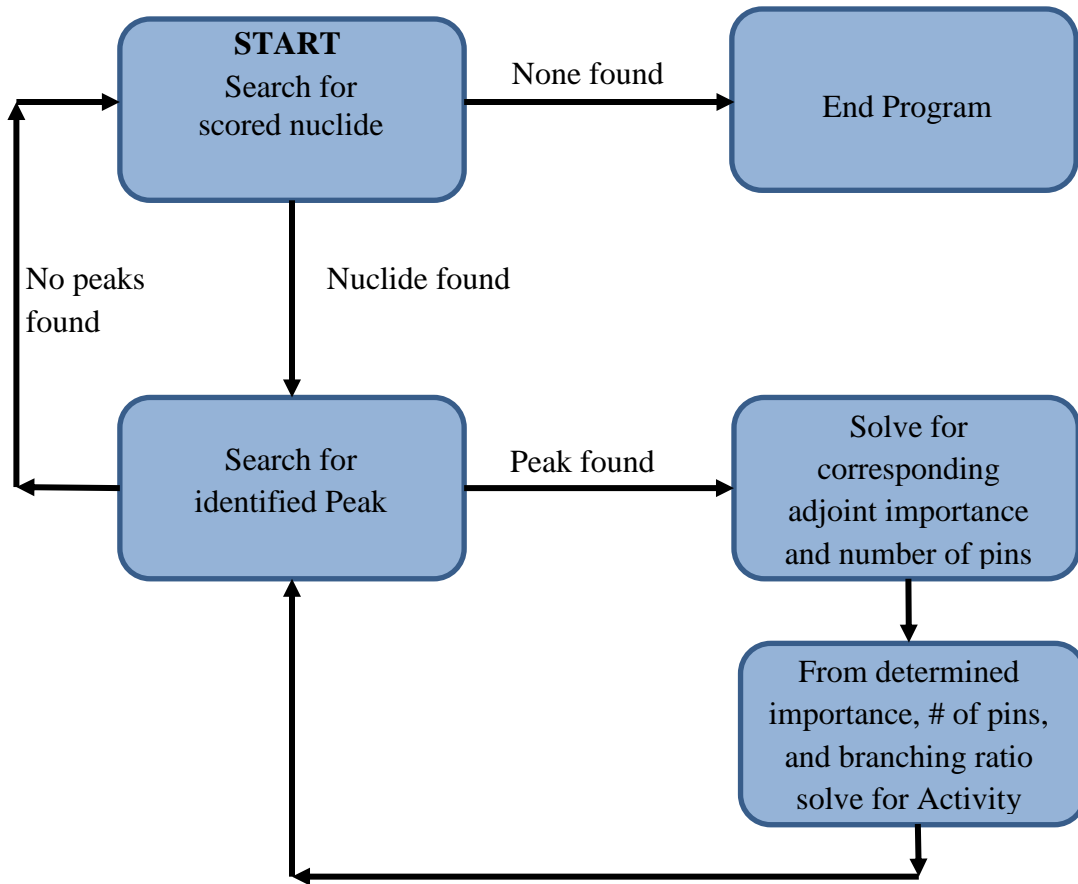 START
Search for
scored nuclide
None found
End Program
No peaks
found
Nuclide found
Search for
identified Peak
Peak found
Solve for
corresponding
adjoint importance
and number of pins
From determined
importance, # of pins,
and branching ratio
solve for Activity